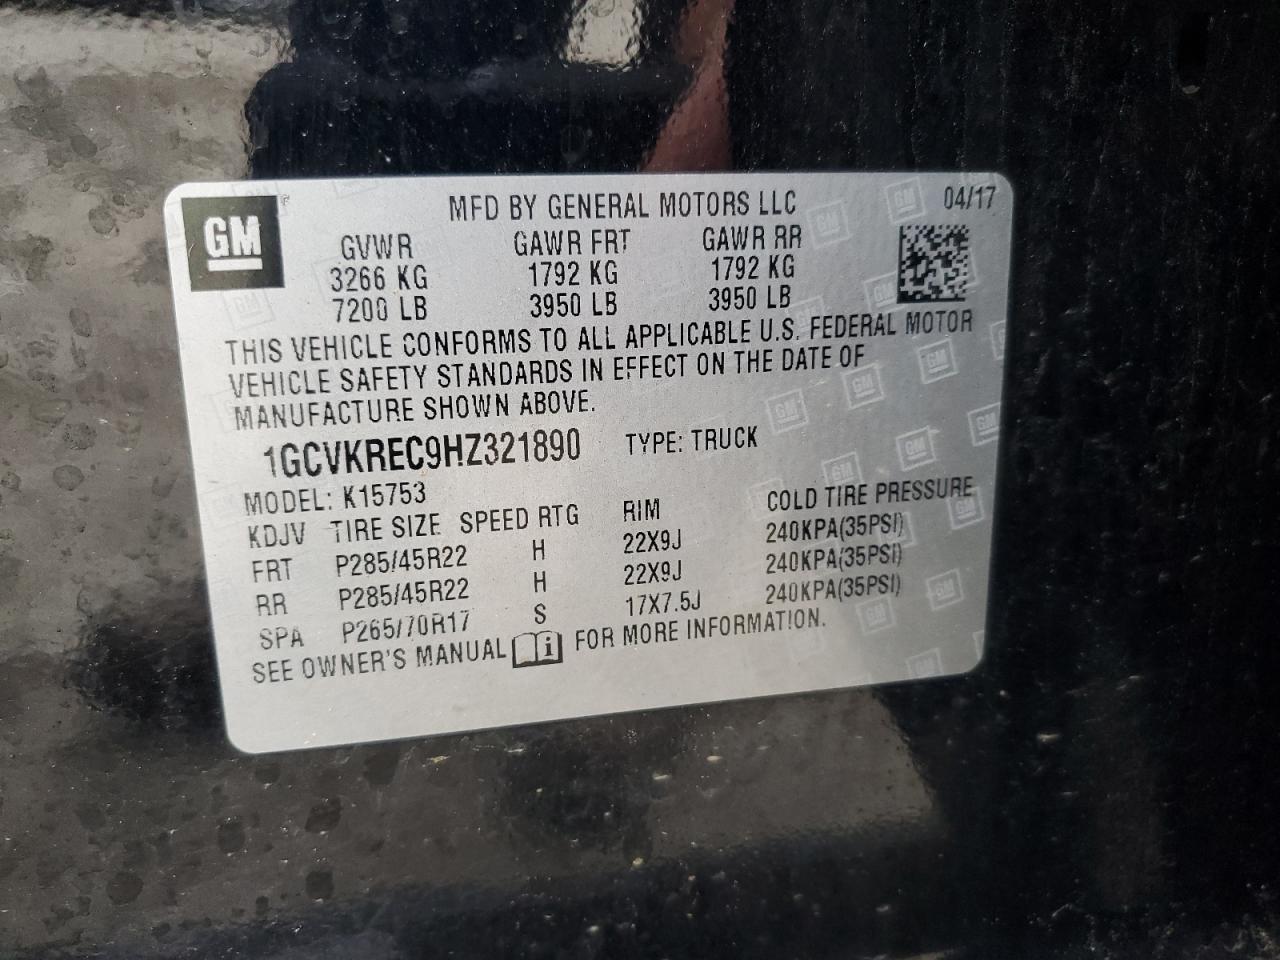 GM
MFD BY GENERAL MOTORS LLC 04/17
GVWR GAWR FRT GAWR RR
3266 KG 1792 KG 1792 KG
7200 LB 3950 LB 3950 LB
THIS VEHICLE CONFORMS TO ALL APPLICABLE U.S. FEDERAL MOTOR
VEHICLE SAFETY STANDARDS IN EFFECT ON THE DATE OF
MANUFACTURE SHOWN ABOVE.
1GCVKREC9HZ321890 TYPE: TRUCK
MODEL: K15753
KDJV TIRE SIZE SPEED RTG RIM COLD TIRE PRESSURE
FRT P285/45R22 H 22X9J 240KPA(35PSI)
RR P285/45R22 H 22X9J 240KPA(35PSI)
SPA P265/70R17 S 17X7.5J 240KPA(35PSI)
SEE OWNER'S MANUAL FOR MORE INFORMATION.